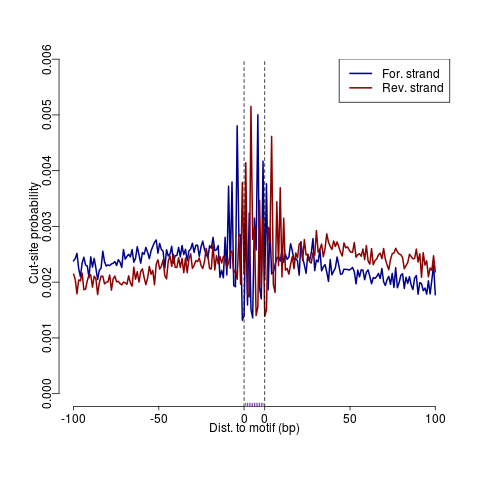 0.006
0.005
0.004
0.003
0.002
0.001
0.000
Cut-site probability
For. strand
Rev. strand
-100 -50 0 0 50 100
Dist. to motif (bp)